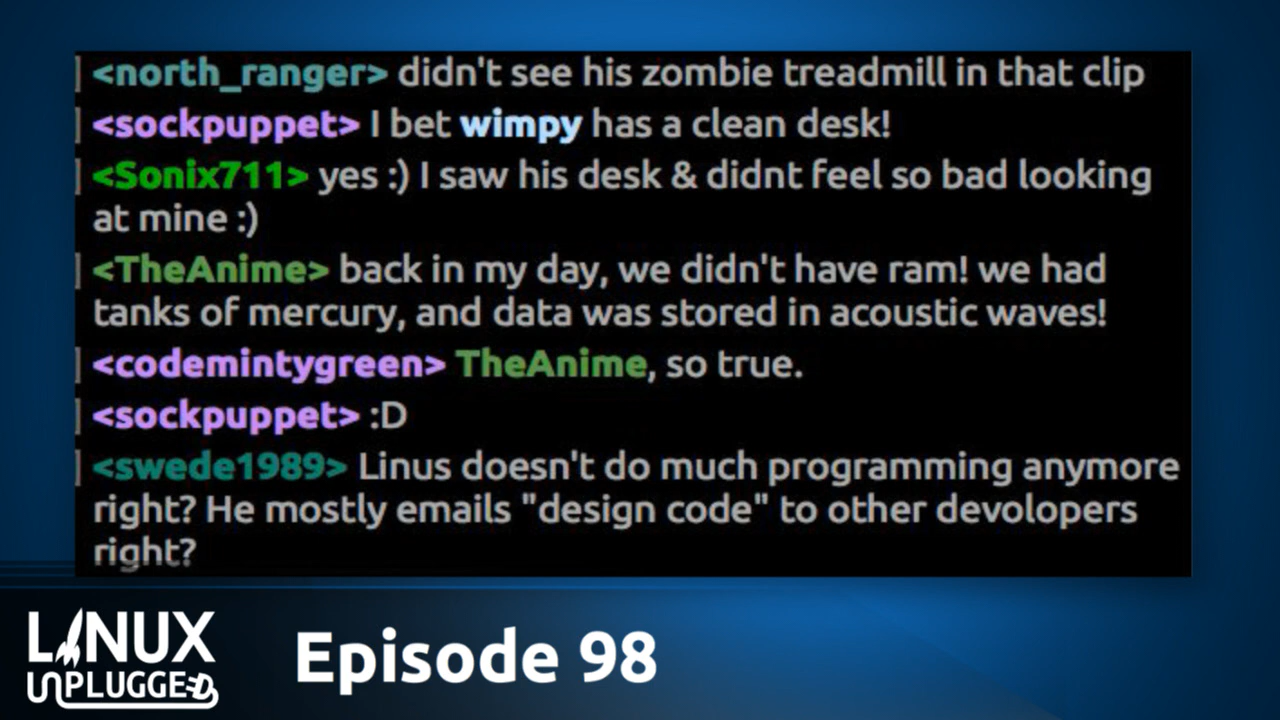 <north_ranger> didn't see his zombie treadmill in that clip
<sockpuppet> I bet wimpy has a clean desk!
<Sonix711> yes :) I saw his desk & didnt feel so bad looking
at mine :)
<TheAnime> back in my day, we didn't have ram! we had
tanks of mercury, and data was stored in acoustic waves!
<codemintygreen> TheAnime, so true.
<sockpuppet> :D
<swede1989> Linus doesn't do much programming anymore
right? He mostly emails "design code" to other devolopers
right?
LINUX
UNPLUGGED
Episode 98